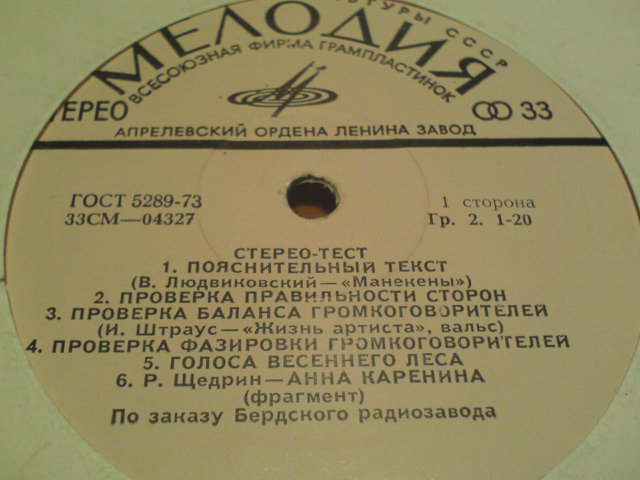 СССР
МЕЛОДИЯ
ВСЕСОЮЗНАЯ ФИРМА ГРАМПЛАСТИНОК
33
АПРЕЛЕВСКИЙ ОРДЕНА ЛЕНИНА ЗАВОД
ГОСТ 5289-73
1 сторона
33СМ—04327
Гр. 2. 1-20
СТЕРЕО-ТЕСТ
1. ПОЯСНИТЕЛЬНЫЙ ТЕКСТ
(В. Людвиковский—«Манекены»)
2. ПРОВЕРКА ПРАВИЛЬНОСТИ СТОРОН
3. ПРОВЕРКА БАЛАНСА ГРОМКОГОВОРИТЕЛЕЙ
(И. Штраус—«Жизнь артиста», вальс)
4. ПРОВЕРКА ФАЗИРОВКИ ГРОМКОГОВОРИТЕЛЕЙ
5. ГОЛОСА ВЕСЕННЕГО ЛЕСА
6. Р. Щедрин—АННА КАРЕНИНА
(фрагмент)
По заказу Бердского радиозавода